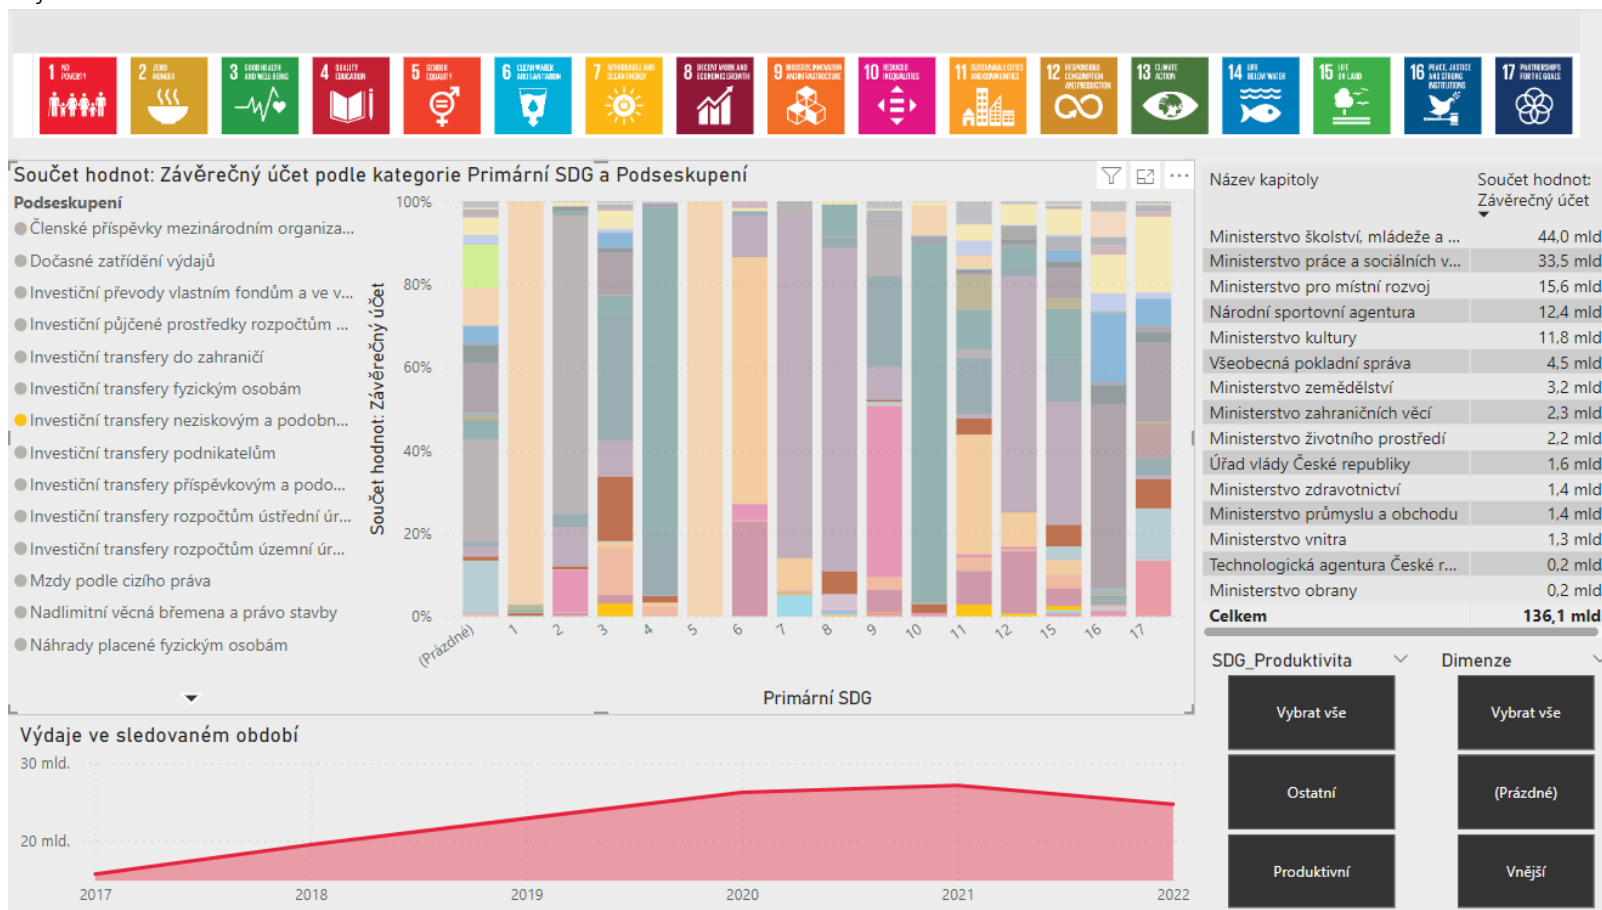 1 NO POVERTY
2 ZERO HUNGER
3 GOOD HEALTH AND WELL-BEING
4 QUALITY EDUCATION
5 GENDER EQUALITY
6 CLEAN WATER AND SANITATION
7 AFFORDABLE AND CLEAN ENERGY
8 DECENT WORK AND ECONOMIC GROWTH
9 INDUSTRY, INNOVATION AND INFRASTRUCTURE
10 REDUCED INEQUALITIES
11 SUSTAINABLE CITIES AND COMMUNITIES
12 RESPONSIBLE CONSUMPTION AND PRODUCTION
13 CLIMATE ACTION
14 LIFE BELOW WATER
15 LIFE ON LAND
16 PEACE, JUSTICE AND STRONG INSTITUTIONS
17 PARTNERSHIPS FOR THE GOALS
Součet hodnot: Závěrečný účet podle kategorie Primární SDG a Podseskupení
Podseskupení
Členské příspěvky mezinárodním organiza...
Dočasné zatřídění výdajů
Investiční převody vlastním fondům a ve v...
Investiční půjčené prostředky rozpočtům ...
Investiční transfery do zahraničí
Investiční transfery fyzickým osobám
Investiční transfery neziskovým a podobn...
Investiční transfery podnikatelům
Investiční transfery příspěvkovým a podo...
Investiční transfery rozpočtům ústřední úr...
Investiční transfery rozpočtům územní úr...
Mzdy podle cizího práva
Nadlimitní věcná břemena a právo stavby
Náhrady placené fyzickým osobám
Součet hodnot: Závěrečný účet
100%
80%
60%
40%
20%
0%
(Prázdné) 1 2 3 4 5 6 7 8 9 10 11 12 15 16 17
Primární SDG
Název kapitoly Součet hodnot: Závěrečný účet
Ministerstvo školství, mládeže a ... 44,0 mld
Ministerstvo práce a sociálních v... 33,5 mld
Ministerstvo pro místní rozvoj 15,6 mld
Národní sportovní agentura 12,4 mld
Ministerstvo kultury 11,8 mld
Všeobecná pokladní správa 4,5 mld
Ministerstvo zemědělství 3,2 mld
Ministerstvo zahraničních věcí 2,3 mld
Ministerstvo životního prostředí 2,2 mld
Úřad vlády České republiky 1,6 mld
Ministerstvo zdravotnictví 1,4 mld
Ministerstvo průmyslu a obchodu 1,4 mld
Ministerstvo vnitra 1,3 mld
Technologická agentura České r... 0,2 mld
Ministerstvo obrany 0,2 mld
Celkem 136,1 mld
SDG_Produktivita
Vybrat vše
Ostatní
Produktivní
Dimenze
Vybrat vše
(Prázdné)
Vnější
Výdaje ve sledovaném období
30 mld.
20 mld.
2017 2018 2019 2020 2021 2022